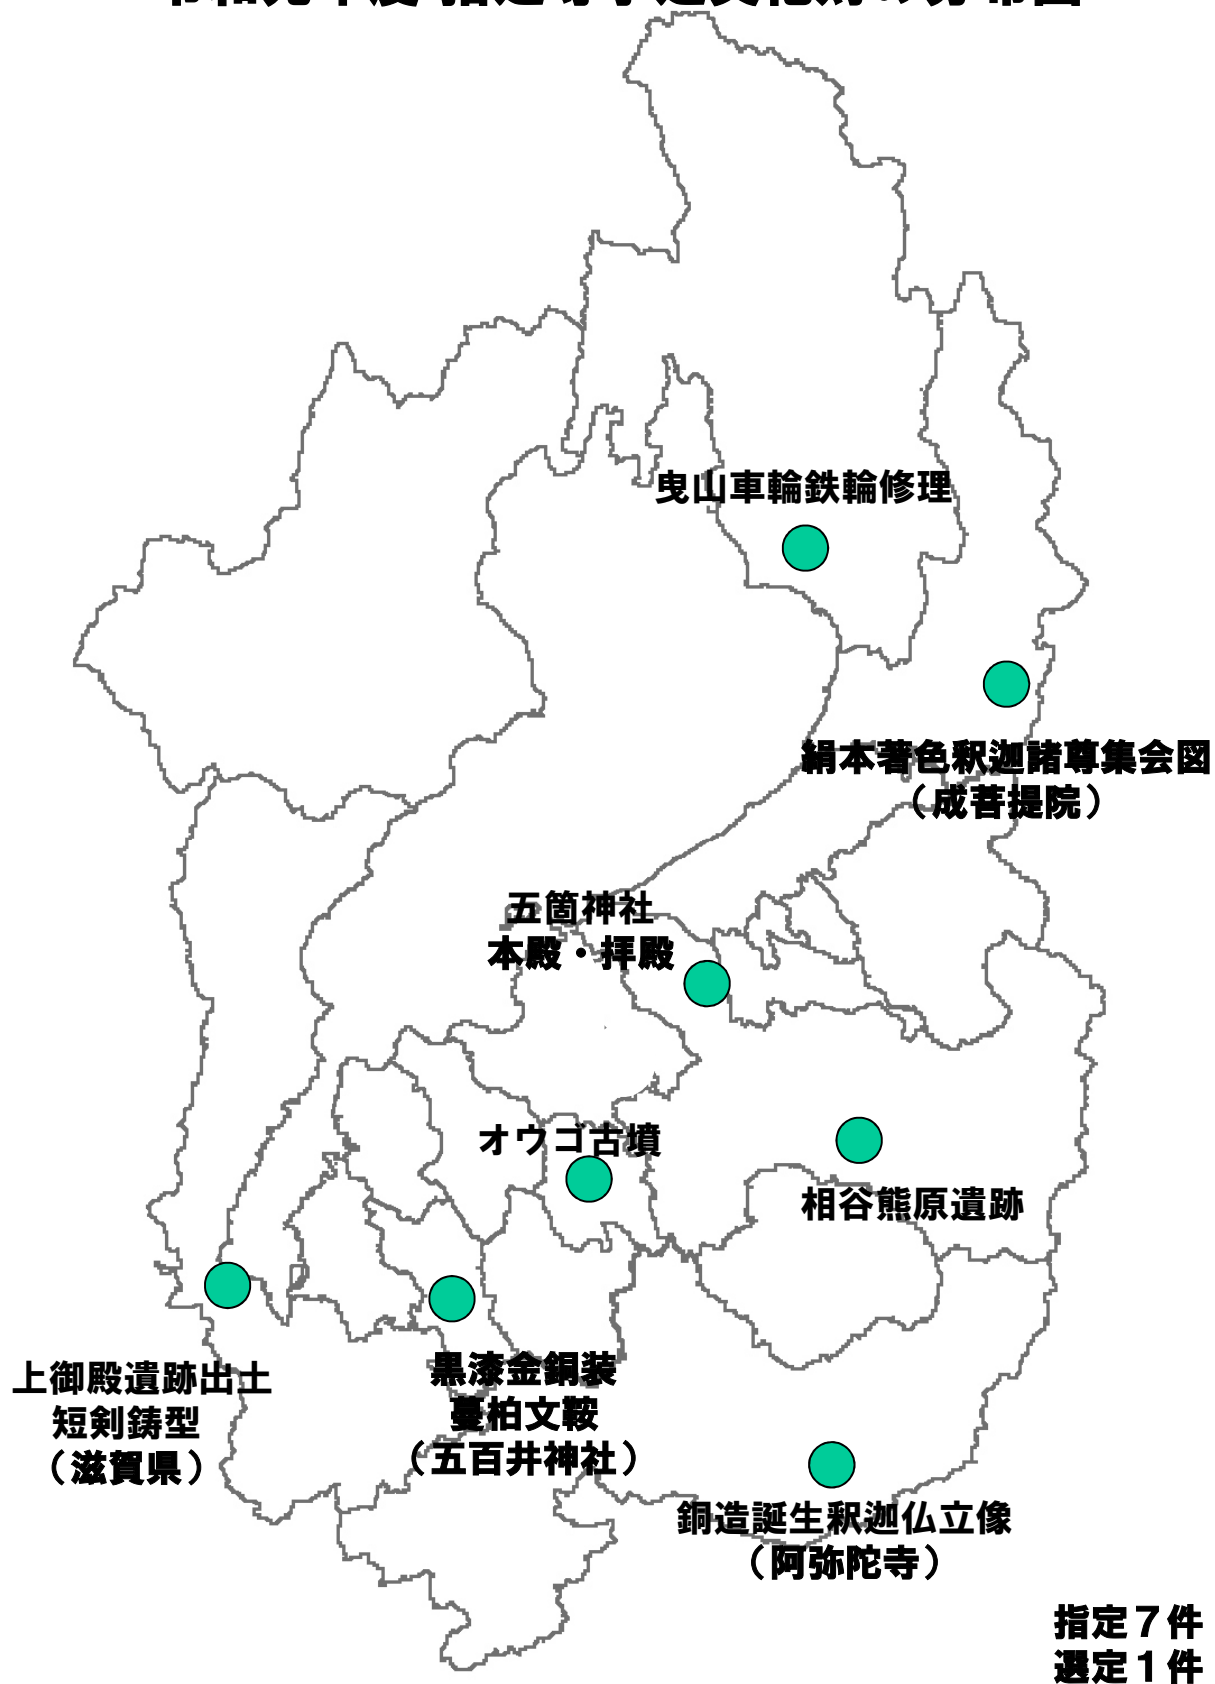 曳山車輪鉄輪修理
絹本著色釈迦諸尊集会図
（成菩提院）
五箇神社
本殿・拝殿
オウゴ古墳
相谷熊原遺跡
上御殿遺跡出土
短剣鋳型
（滋賀県）
黒漆金銅装
蔓柏文鞍
（五百井神社）
銅造誕生釈迦仏立像
（阿弥陀寺）
指定７件
選定１件